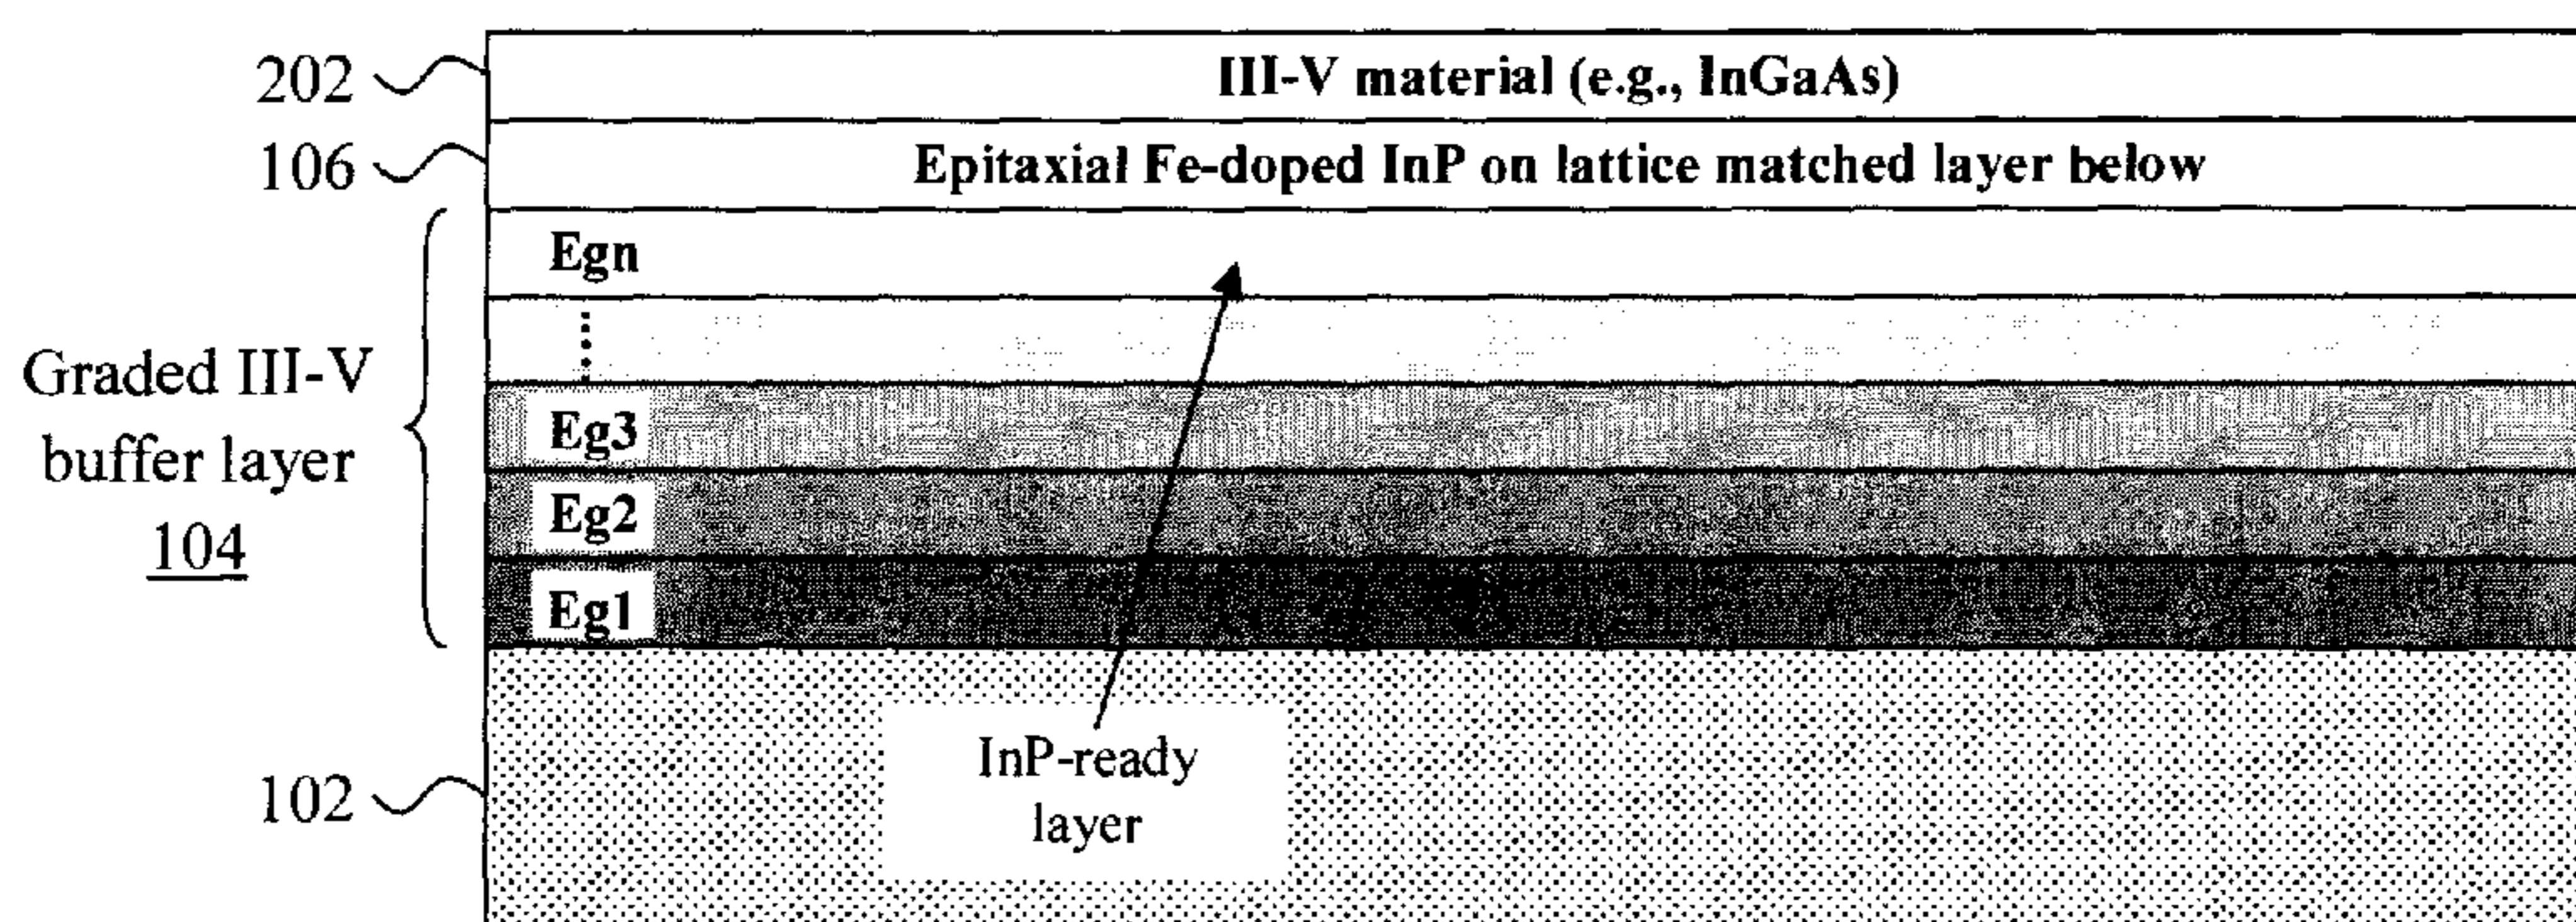 202
III-V material (e.g., InGaAs)
106
Epitaxial Fe-doped InP on lattice matched layer below
Egn
Graded III-V
buffer layer
104
Eg3
Eg2
Eg1
InP-ready
layer
102